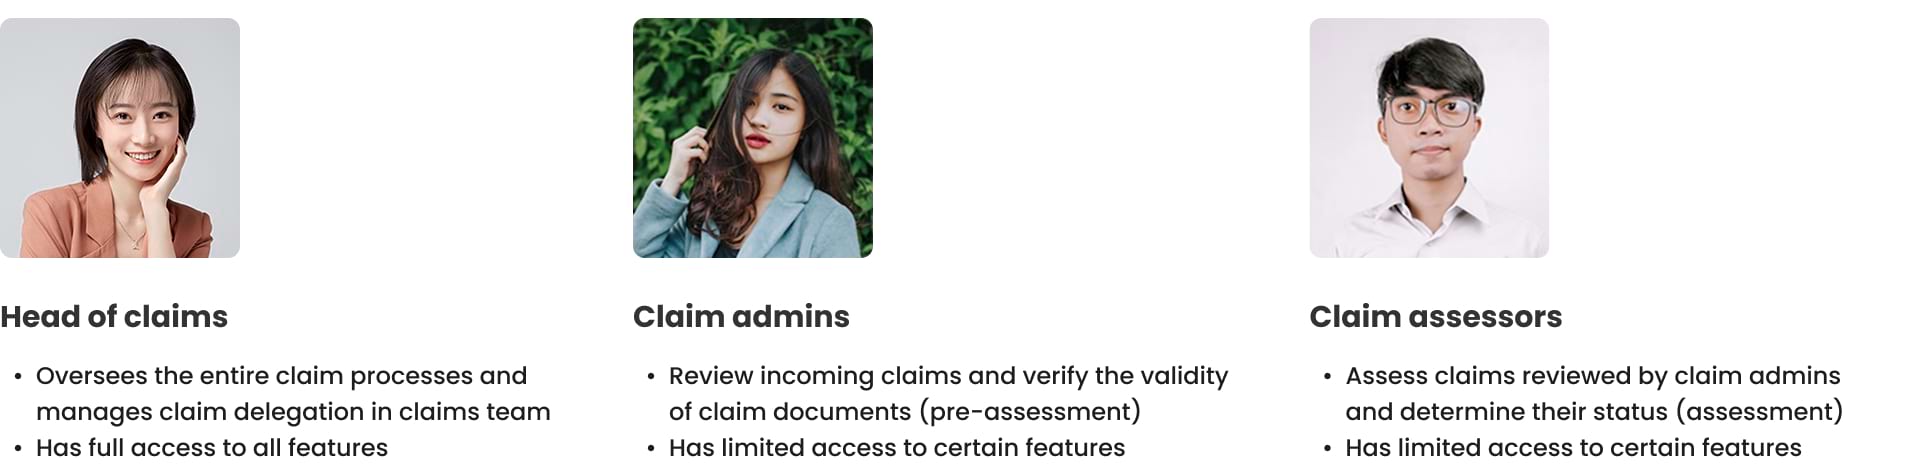 Head of claims
• Oversees the entire claim processes and
manages claim delegation in claims team
• Has full access to all features
Claim admins
• Review incoming claims and verify the validity
of claim documents (pre-assessment)
• Has limited access to certain features
Claim assessors
• Assess claims reviewed by claim admins
and determine their status (assessment)
• Has limited access to certain features